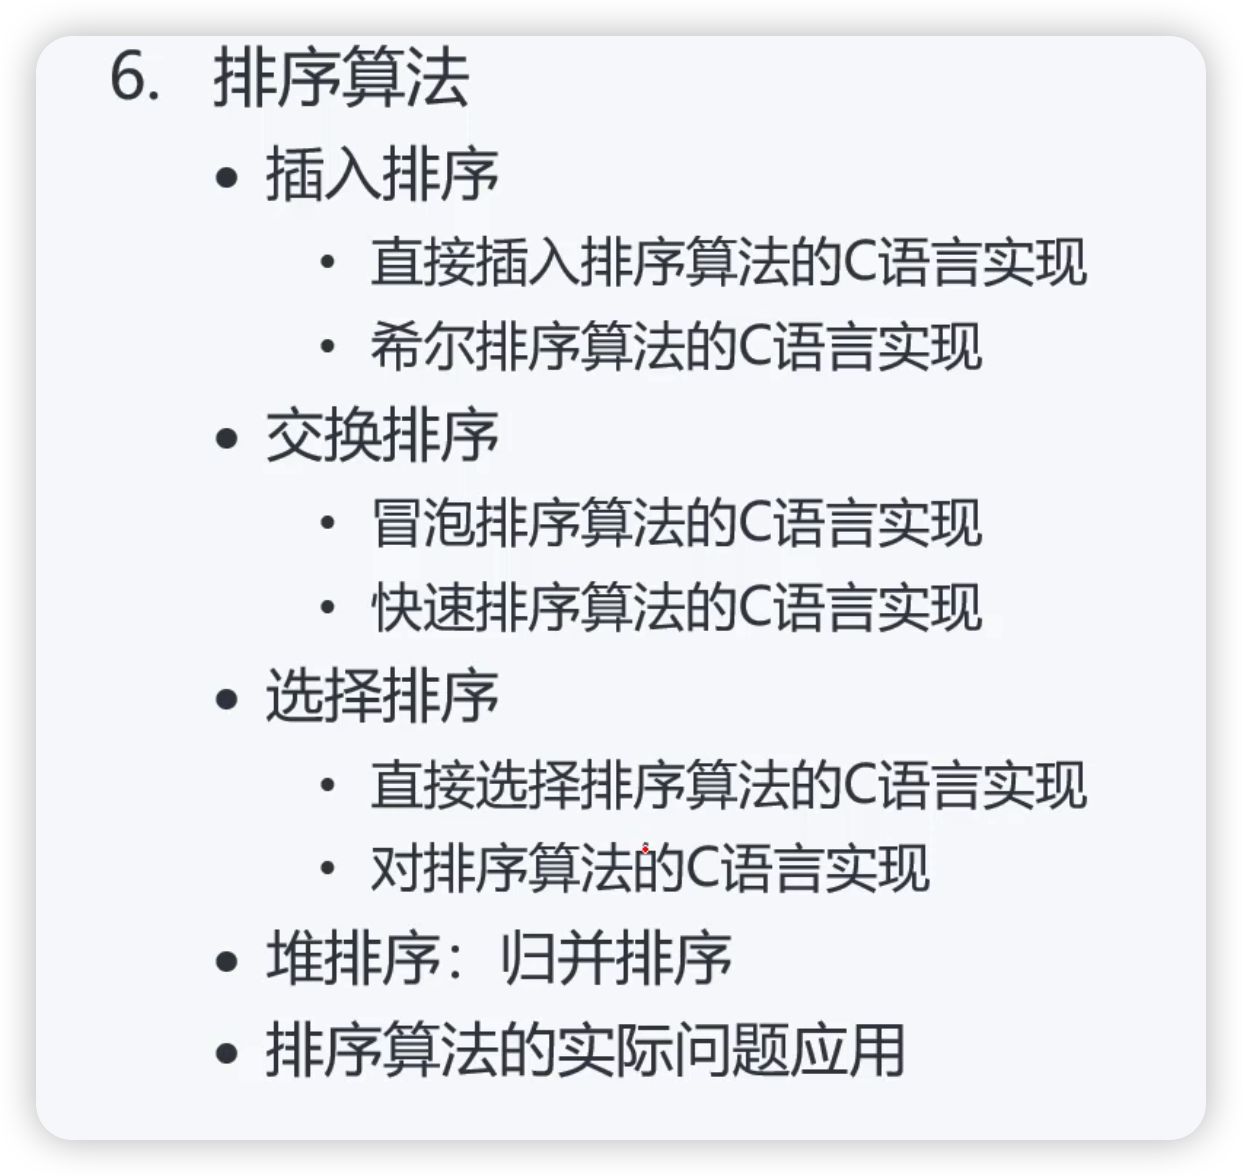 6. 排序算法
• 插入排序
• 直接插入排序算法的C语言实现
• 希尔排序算法的C语言实现
• 交换排序
• 冒泡排序算法的C语言实现
• 快速排序算法的C语言实现
• 选择排序
• 直接选择排序算法的C语言实现
• 对排序算法的C语言实现
• 堆排序：归并排序
• 排序算法的实际问题应用